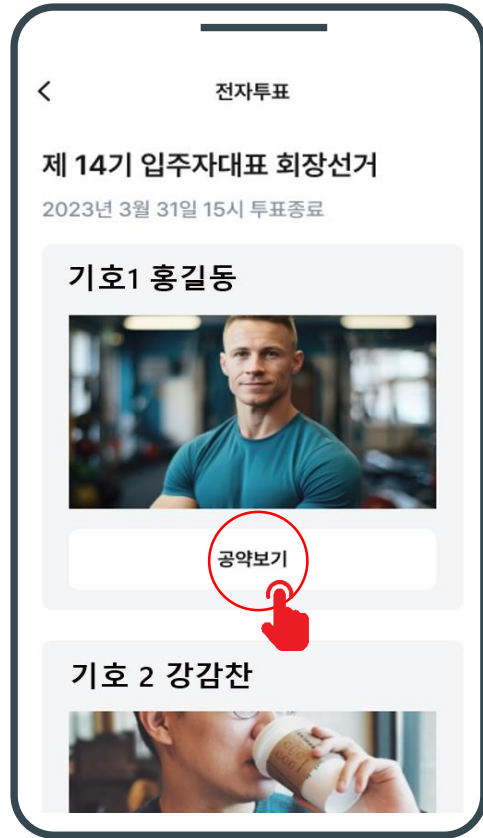 전자투표
제 14기 입주자대표 회장선거
2023년 3월 31일 15시 투표종료
기호1 홍길동
공약보기
기호 2 강감찬